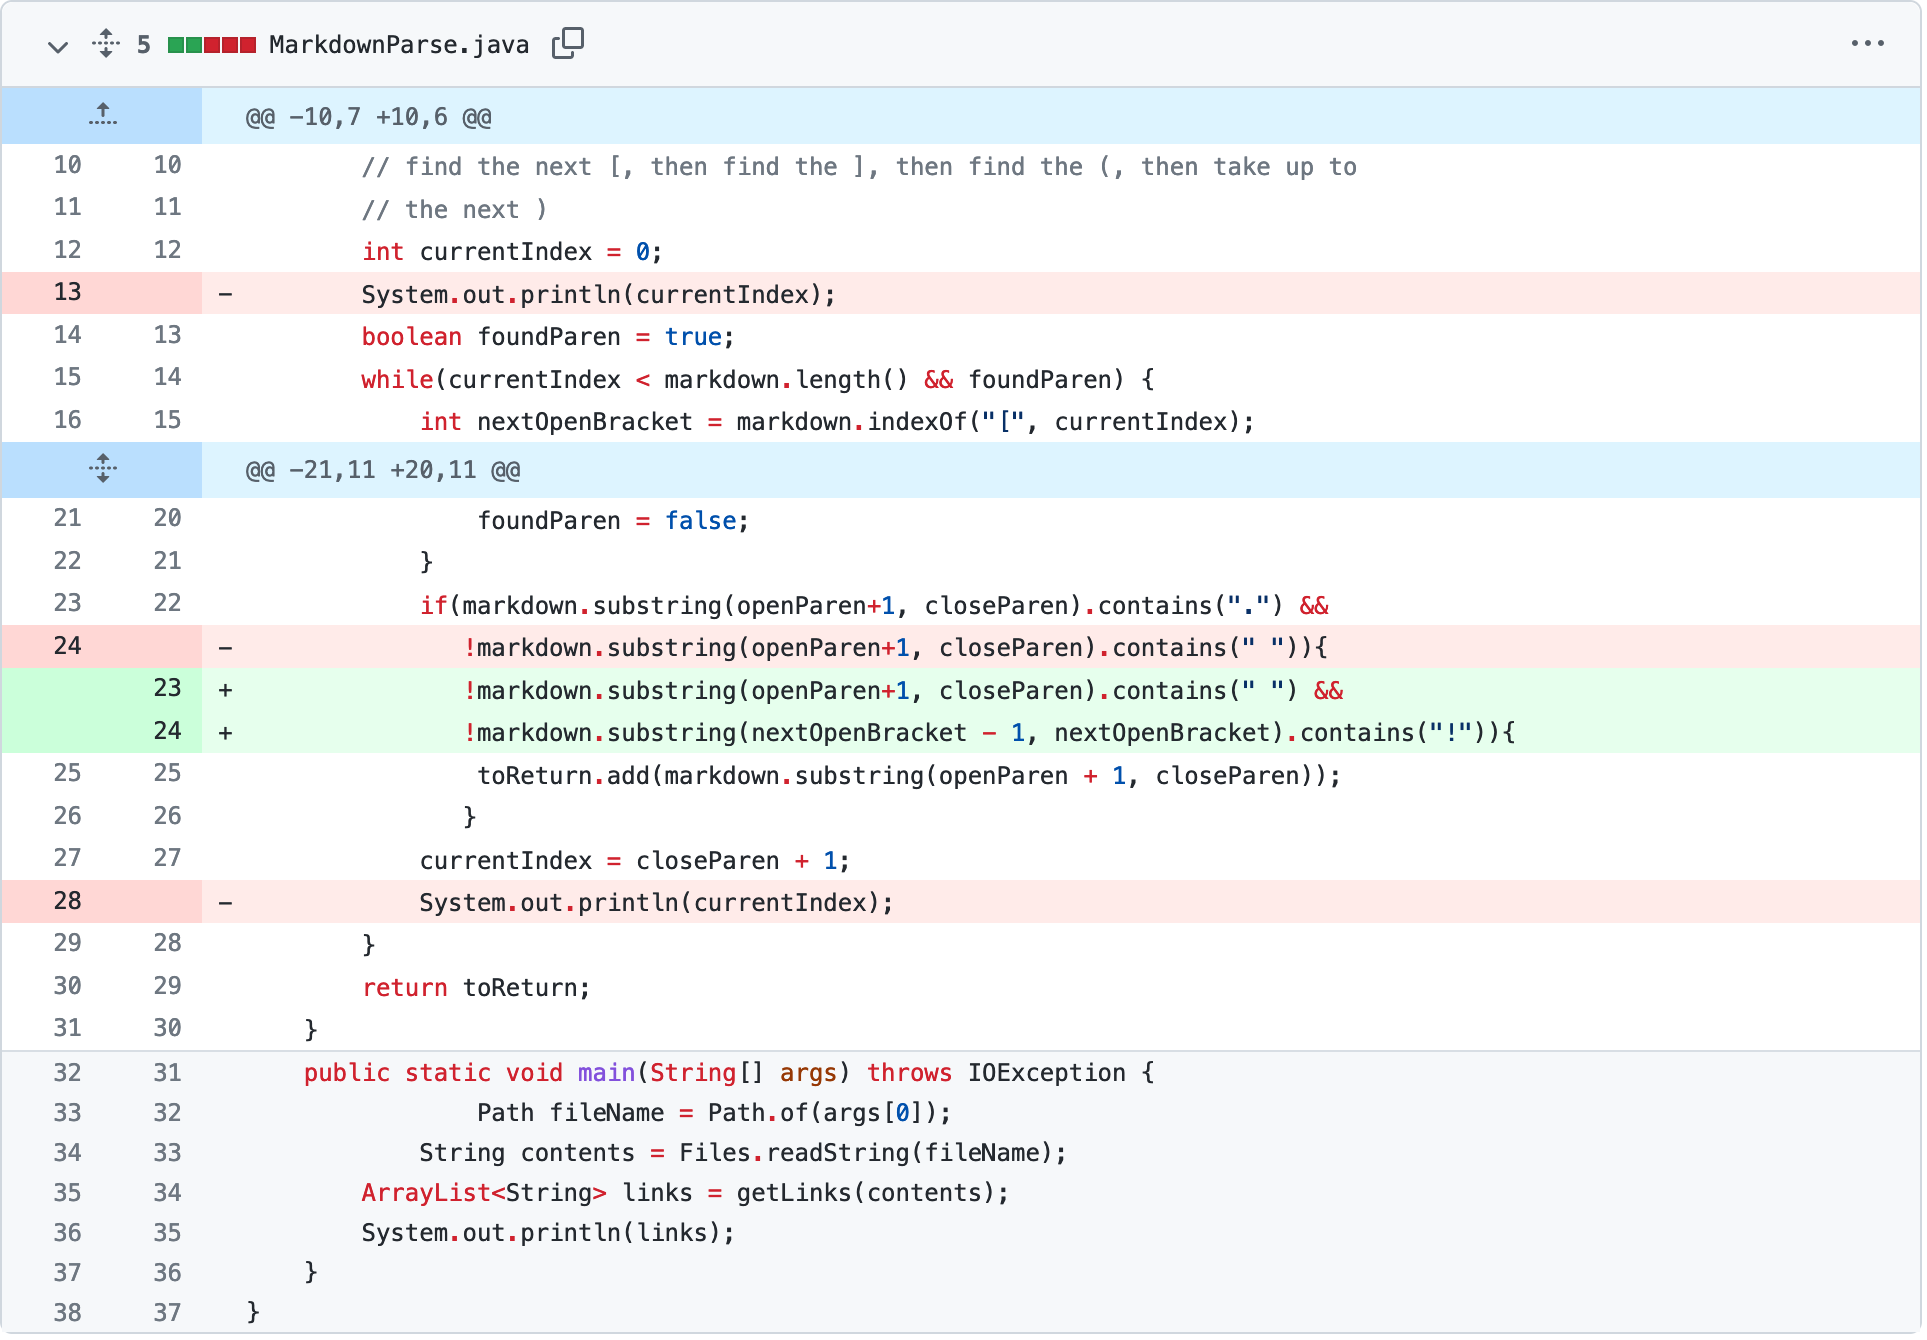 5 MarkdownParse.java
@@ -10,7 +10,6 @@
10 10 // find the next [, then find the ], then find the (, then take up to
11 11 // the next )
12 12 int currentIndex = 0;
13 - System.out.println(currentIndex);
14 13 boolean foundParen = true;
15 14 while(currentIndex < markdown.length() && foundParen) {
16 15 int nextOpenBracket = markdown.indexOf("[", currentIndex);
@@ -21,11 +20,11 @@
21 20 foundParen = false;
22 21 }
23 22 if(markdown.substring(openParen+1, closeParen).contains(".") &&
24 - !markdown.substring(openParen+1, closeParen).contains(" ")){
23 + !markdown.substring(openParen+1, closeParen).contains(" ") &&
24 + !markdown.substring(nextOpenBracket - 1, nextOpenBracket).contains("!")){
25 25 toReturn.add(markdown.substring(openParen + 1, closeParen));
26 26 }
27 27 currentIndex = closeParen + 1;
28 - System.out.println(currentIndex);
29 28 }
30 29 return toReturn;
31 30 }
32 31 public static void main(String[] args) throws IOException {
33 32 Path fileName = Path.of(args[0]);
34 33 String contents = Files.readString(fileName);
35 34 ArrayList<String> links = getLinks(contents);
36 35 System.out.println(links);
37 36 }
38 37 }